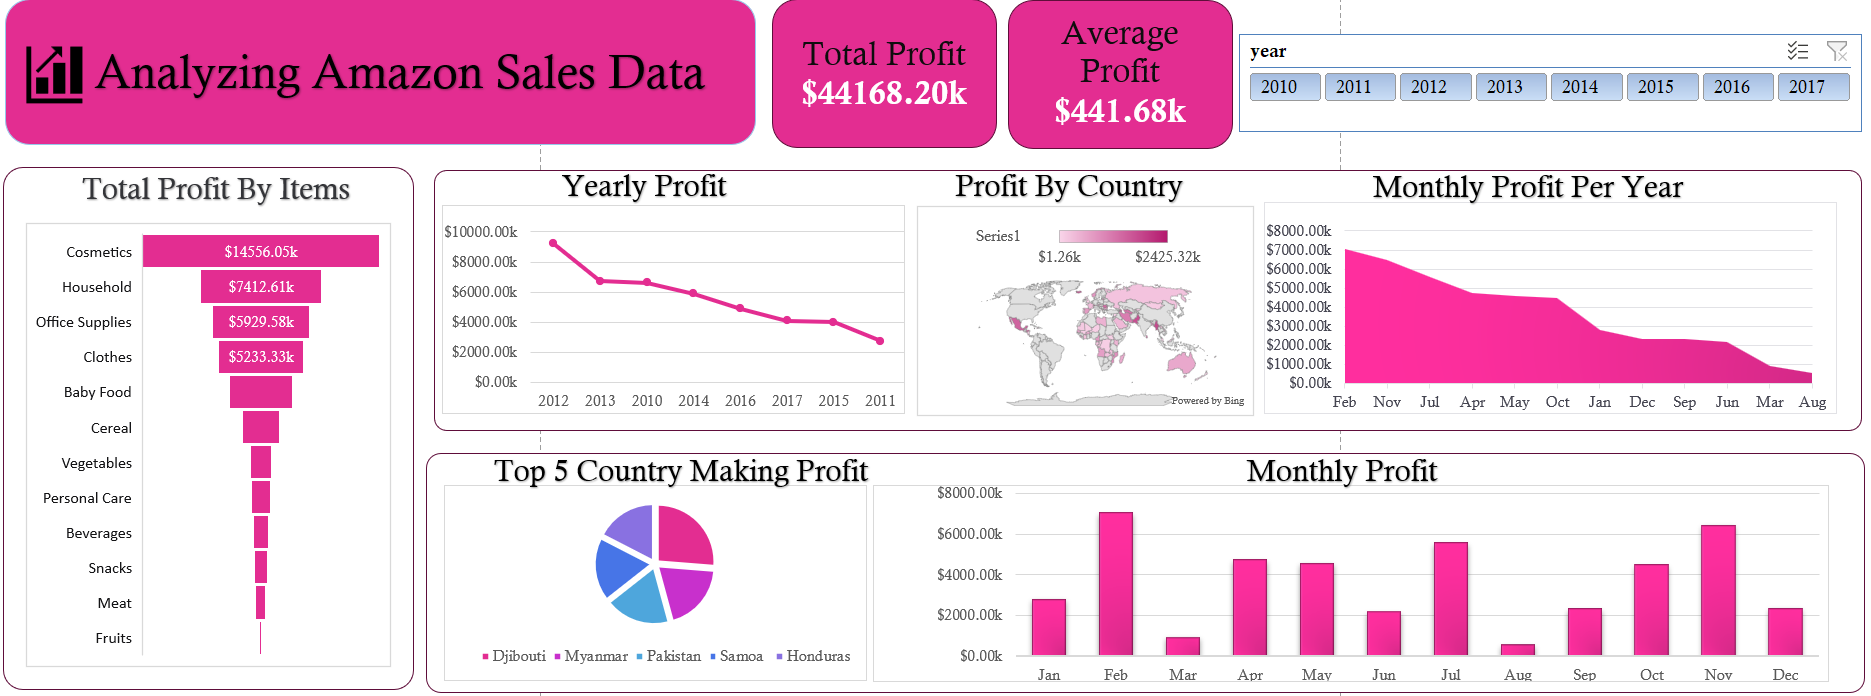 Analyzing Amazon Sales Data
Total Profit
$44168.20k
Average
Profit
$441.68k
year
2010 2011 2012 2013 2014 2015 2016 2017
Total Profit By Items
Cosmetics $14556.05k
Household $7412.61k
Office Supplies $5929.58k
Clothes $5233.33k
Baby Food
Cereal
Vegetables
Personal Care
Beverages
Snacks
Meat
Fruits
Yearly Profit
$10000.00k
$8000.00k
$6000.00k
$4000.00k
$2000.00k
$0.00k
2012 2013 2010 2014 2016 2017 2015 2011
Profit By Country
Series1
$1.26k $2425.32k
Powered by Bing
Monthly Profit Per Year
$8000.00k
$7000.00k
$6000.00k
$5000.00k
$4000.00k
$3000.00k
$2000.00k
$1000.00k
$0.00k
Feb Nov Jul Apr May Oct Jan Dec Sep Jun Mar Aug
Top 5 Country Making Profit
Djibouti Myanmar Pakistan Samoa Honduras
Monthly Profit
$8000.00k
$6000.00k
$4000.00k
$2000.00k
$0.00k
Jan Feb Mar Apr May Jun Jul Aug Sep Oct Nov Dec